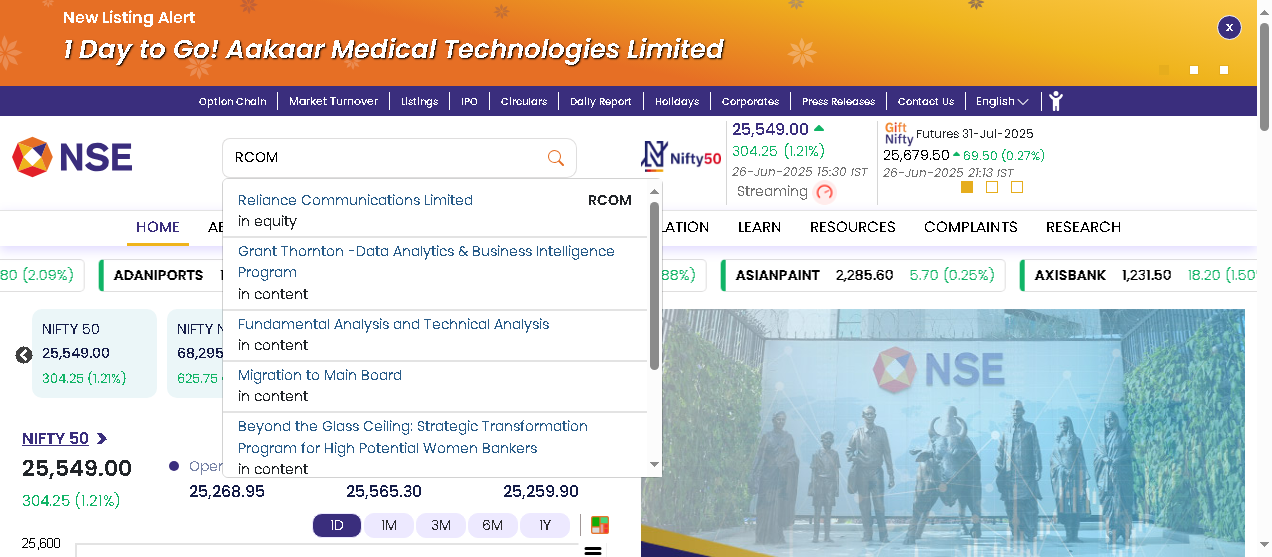 New Listing Alert
1 Day to Go! Aakaar Medical Technologies Limited
x
Option Chain
Market Turnover
Listings
IPO
Circulars
Daily Report
Holidays
Corporates
Press Releases
Contact Us
English
NSE
RCOM
Nifty50
25,549.00
304.25 (1.21%)
26-Jun-2025 15:30 IST
Streaming
Gift Nifty Futures 31-Jul-2025
25,679.50 69.50 (0.27%)
26-Jun-2025 21:13 IST
Reliance Communications Limited RCOM
in equity
Grant Thornton -Data Analytics & Business Intelligence
Program
in content
Fundamental Analysis and Technical Analysis
in content
Migration to Main Board
in content
Beyond the Glass Ceiling: Strategic Transformation
Program for High Potential Women Bankers
in content
HOME
LEARN
RESOURCES
COMPLAINTS
RESEARCH
80 (2.09%)
ADANIPORTS
88%)
ASIANPAINT 2,285.60 5.70 (0.25%)
AXISBANK 1,231.50 18.20 (1.50
NIFTY 50
25,549.00
304.25 (1.21%)
NIFTY N
68,295
625.75
NSE
NIFTY 50
25,549.00
304.25 (1.21%)
Open
25,268.95
25,565.30
25,259.90
1D
1M
3M
6M
1Y
25,600